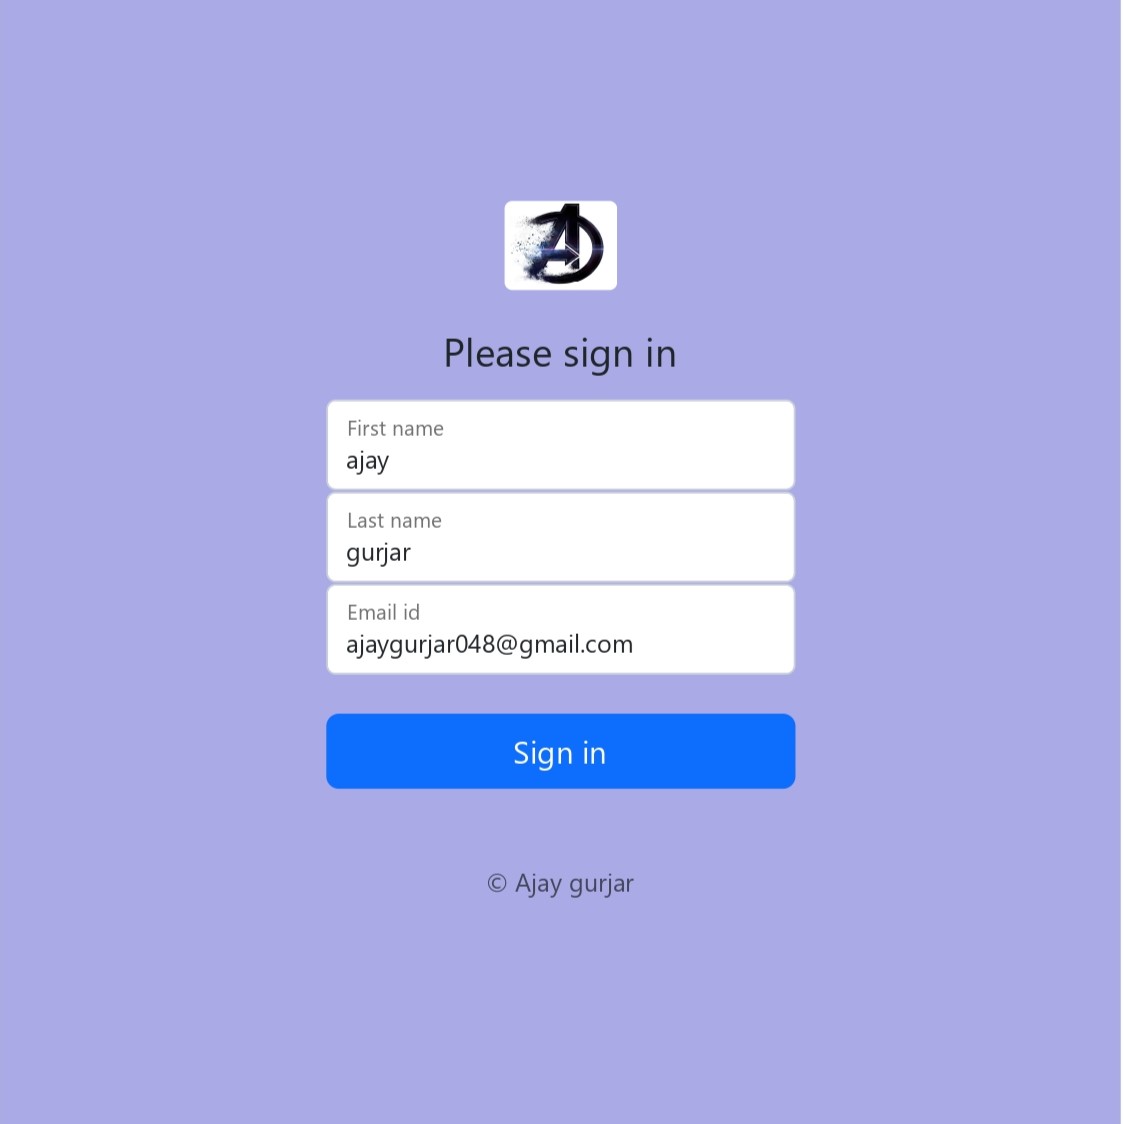 Please sign in
First name
ajay
Last name
gurjar
Email id
ajaygurjar048@gmail.com
Sign in
© Ajay gurjar